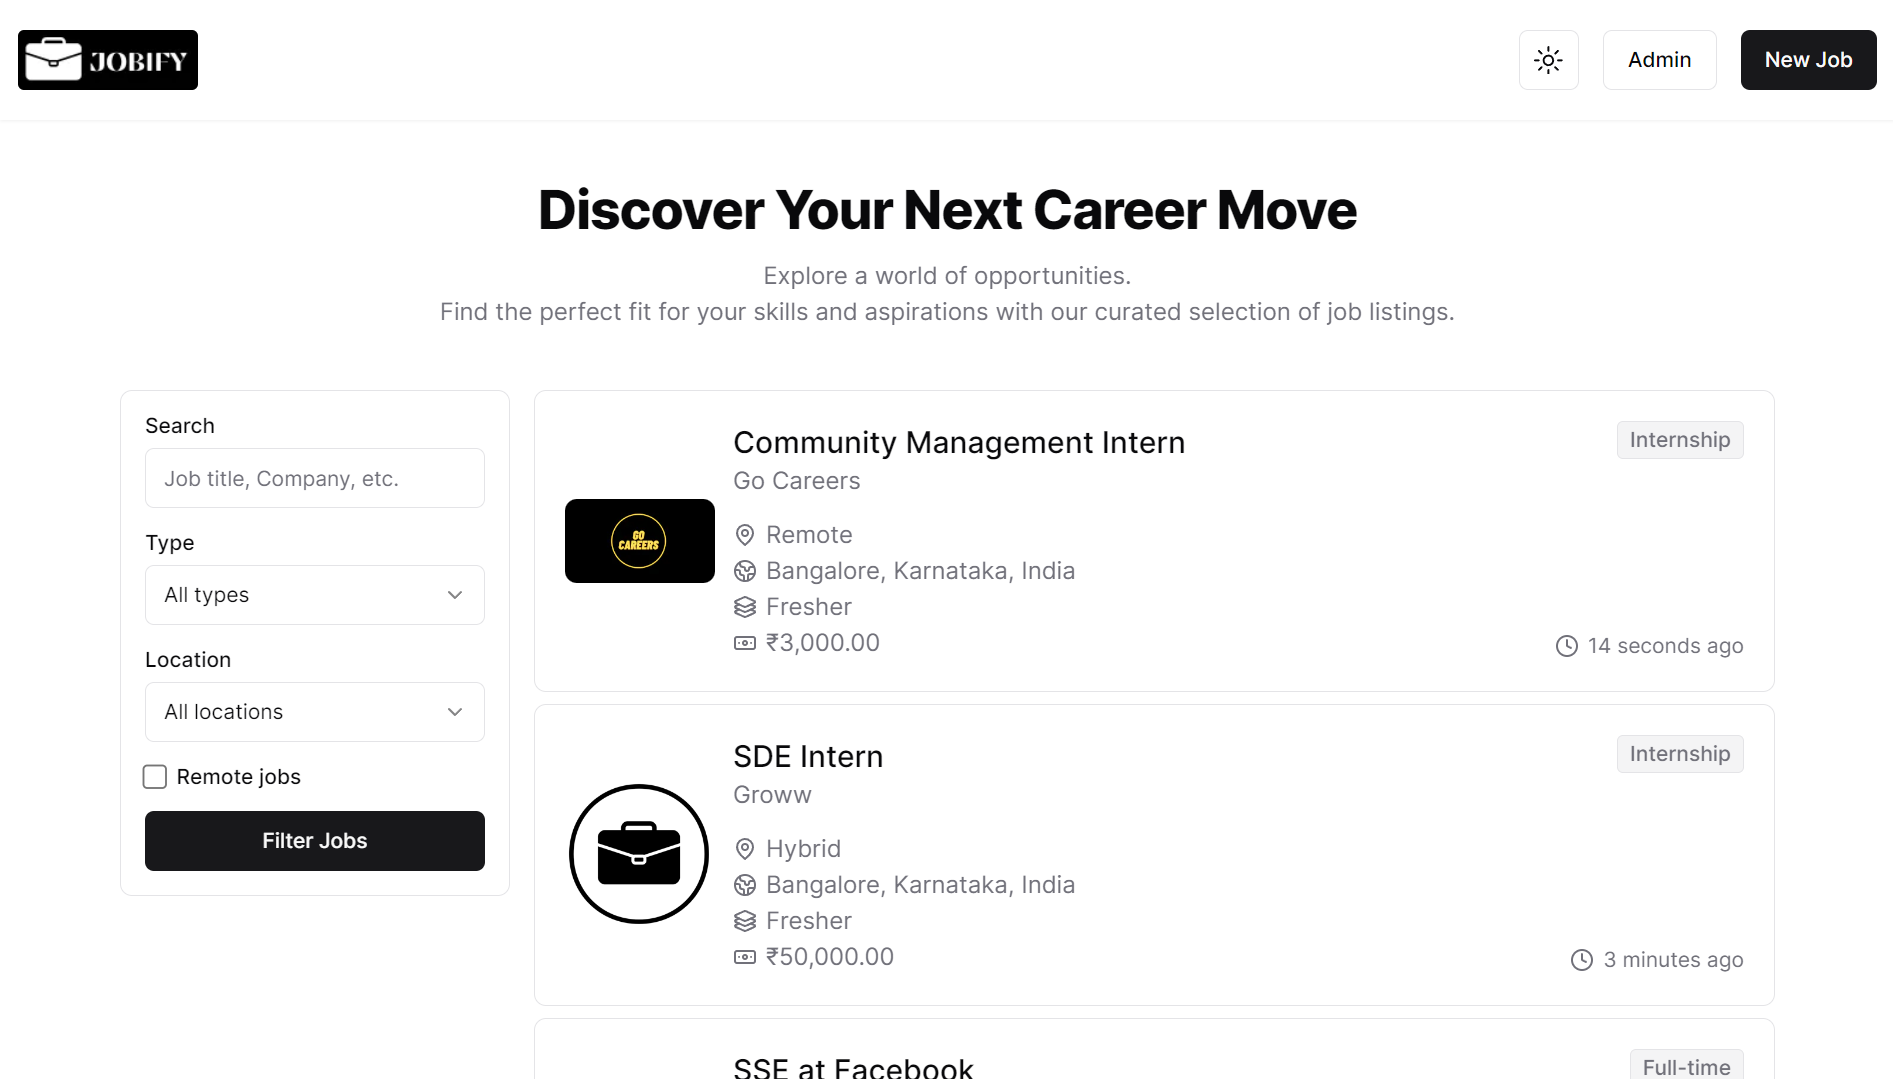 JOBIFY
Admin
New Job
Discover Your Next Career Move
Explore a world of opportunities.
Find the perfect fit for your skills and aspirations with our curated selection of job listings.
Search
Job title, Company, etc.
Type
All types
Location
All locations
Remote jobs
Filter Jobs
Community Management Intern
Internship
Go Careers
GO
CAREERS
Remote
Bangalore, Karnataka, India
Fresher
₹3,000.00
14 seconds ago
SDE Intern
Internship
Groww
Hybrid
Bangalore, Karnataka, India
Fresher
₹50,000.00
3 minutes ago
SSE at Facebook
Full-time